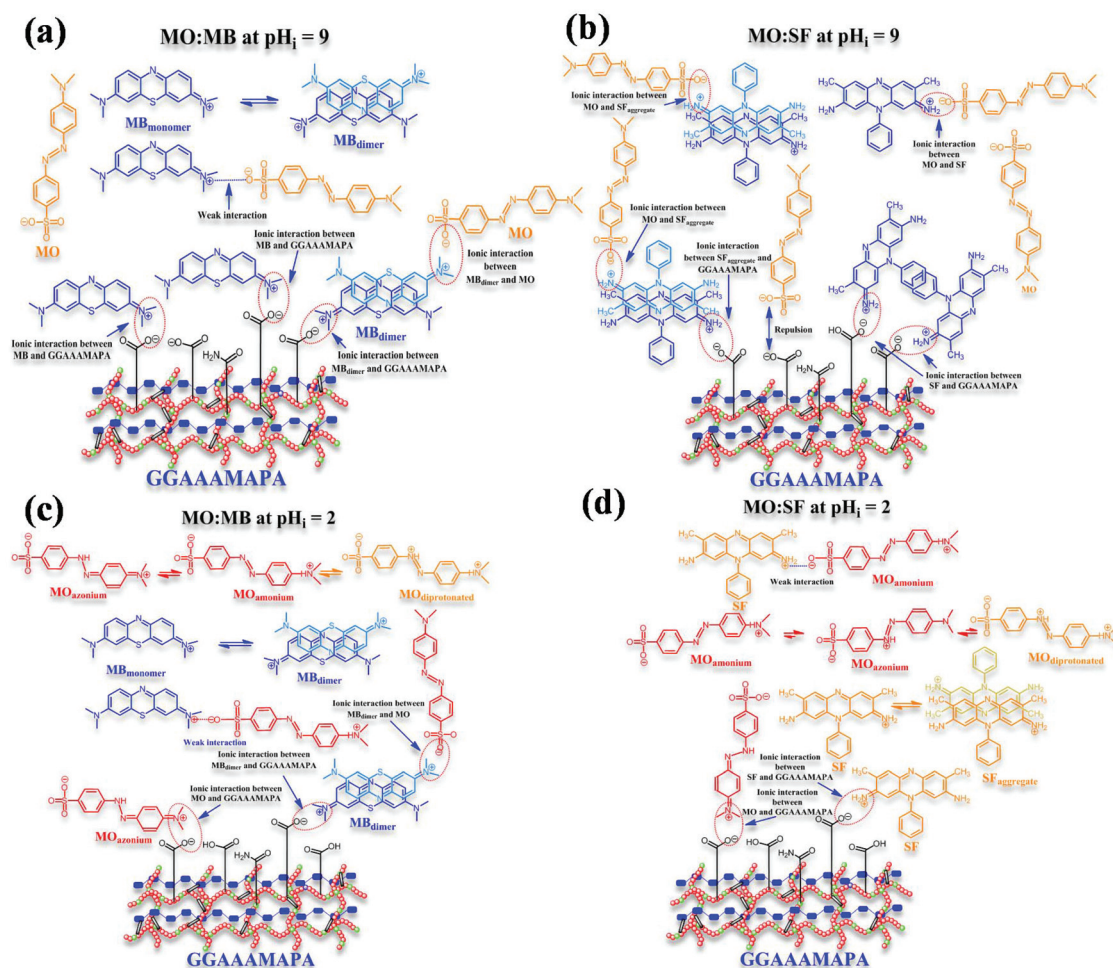 (a)
MO:MB at pHi = 9
MBmonomer
MBdimer
Weak interaction
MO
Ionic interaction between
MB and GGAAAMAPA
MO
Ionic interaction
between
MBdimer and MO
MBdimer
Ionic interaction between
MB and GGAAAMAPA
Ionic interaction between
MBdimer and GGAAAMAPA
GGAAAMAPA
(b)
MO:SF at pHi = 9
Ionic interaction between
MO and SFaggregate
Ionic interaction
between
MO and SF
Ionic interaction between
MO and SFaggregate
Ionic interaction
between SFaggregate and
GGAAAMAPA
MO
Repulsion
Ionic interaction between
SF and GGAAAMAPA
GGAAAMAPA
(c)
MO:MB at pHi = 2
MOazonium
MOamonium
MOdiprotonated
MBmonomer
MBdimer
Weak interaction
Ionic interaction between
MBdimer and MO
Ionic interaction between
MBdimer and GGAAAMAPA
Ionic interaction between
MO and GGAAAMAPA
MOazonium
MBdimer
GGAAAMAPA
(d)
MO:SF at pHi = 2
Weak interaction
SF
MOamonium
MOamonium
MOazonium
MOdiprotonated
Ionic interaction
between
SF and GGAAAMAPA
Ionic interaction
between
MO and GGAAAMAPA
SFaggregate
SF
GGAAAMAPA